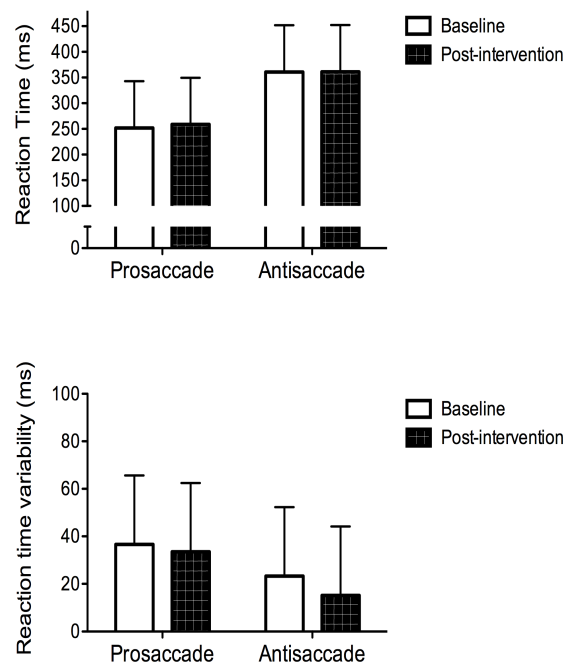 Reaction Time (ms)
450
400
350
300
250
200
150
100
0
Prosaccade
Antisaccade
Baseline
Post-intervention
Reaction time variability (ms)
100
80
60
40
20
0
Prosaccade
Antisaccade
Baseline
Post-intervention